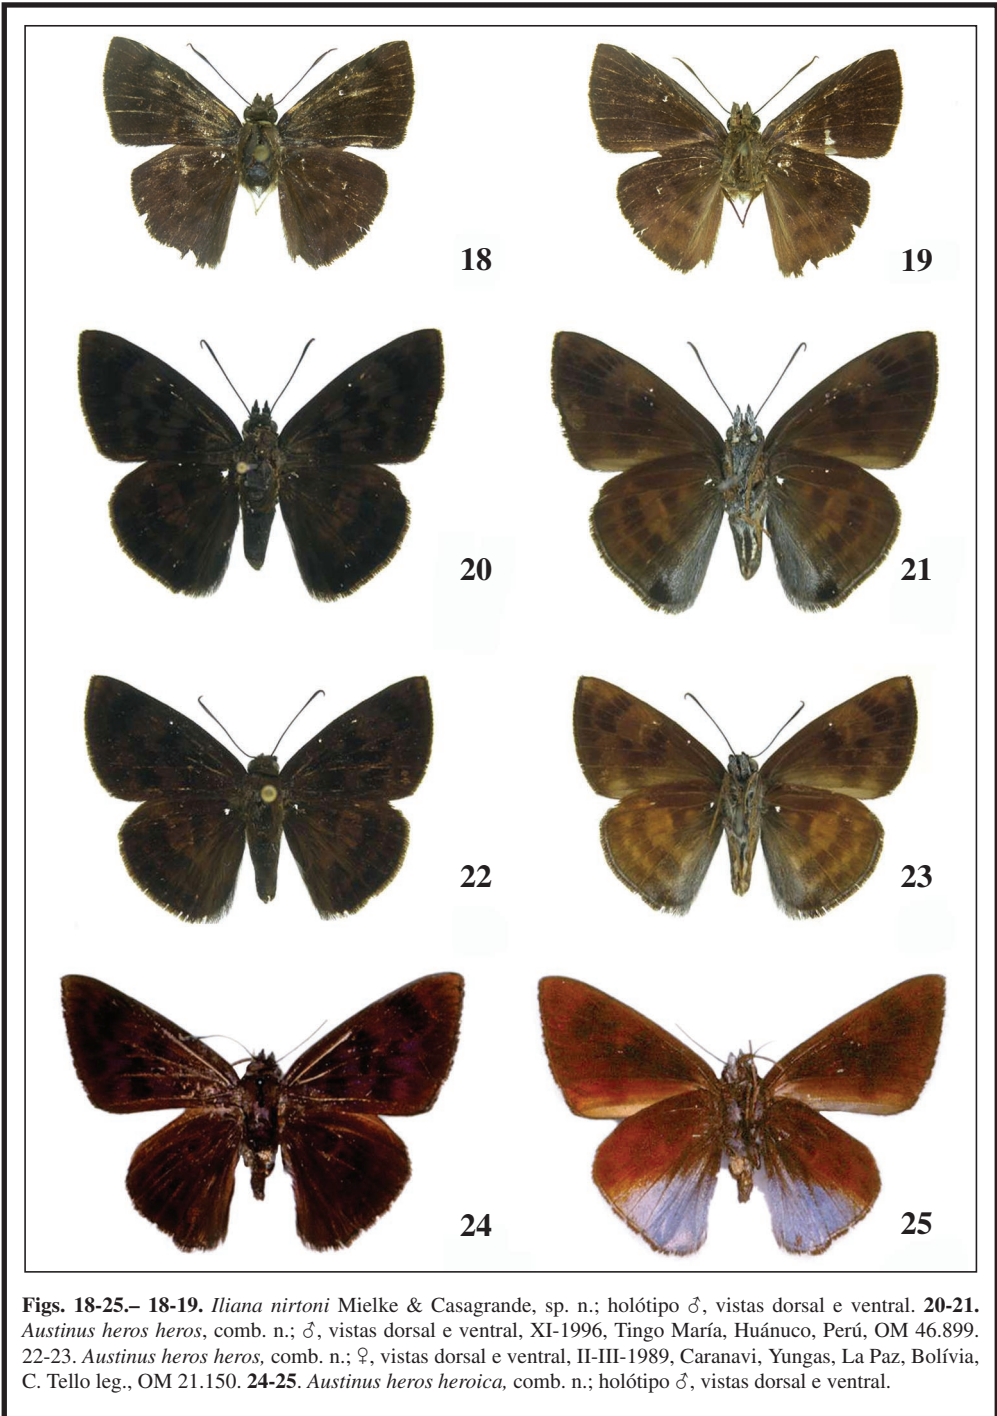 18
19
20
21
22
23
24
25
Figs. 18-25.– 18-19. Iliana nirtoni Mielke & Casagrande, sp. n.; holótipo ♂, vistas dorsal e ventral. 20-21.
Austinus heros heros, comb. n.; ♂, vistas dorsal e ventral, XI-1996, Tingo María, Huánuco, Perú, OM 46.899.
22-23. Austinus heros heros, comb. n.; ♀, vistas dorsal e ventral, II-III-1989, Caranavi, Yungas, La Paz, Bolívia,
C. Tello leg., OM 21.150. 24-25. Austinus heros heroica, comb. n.; holótipo ♂, vistas dorsal e ventral.